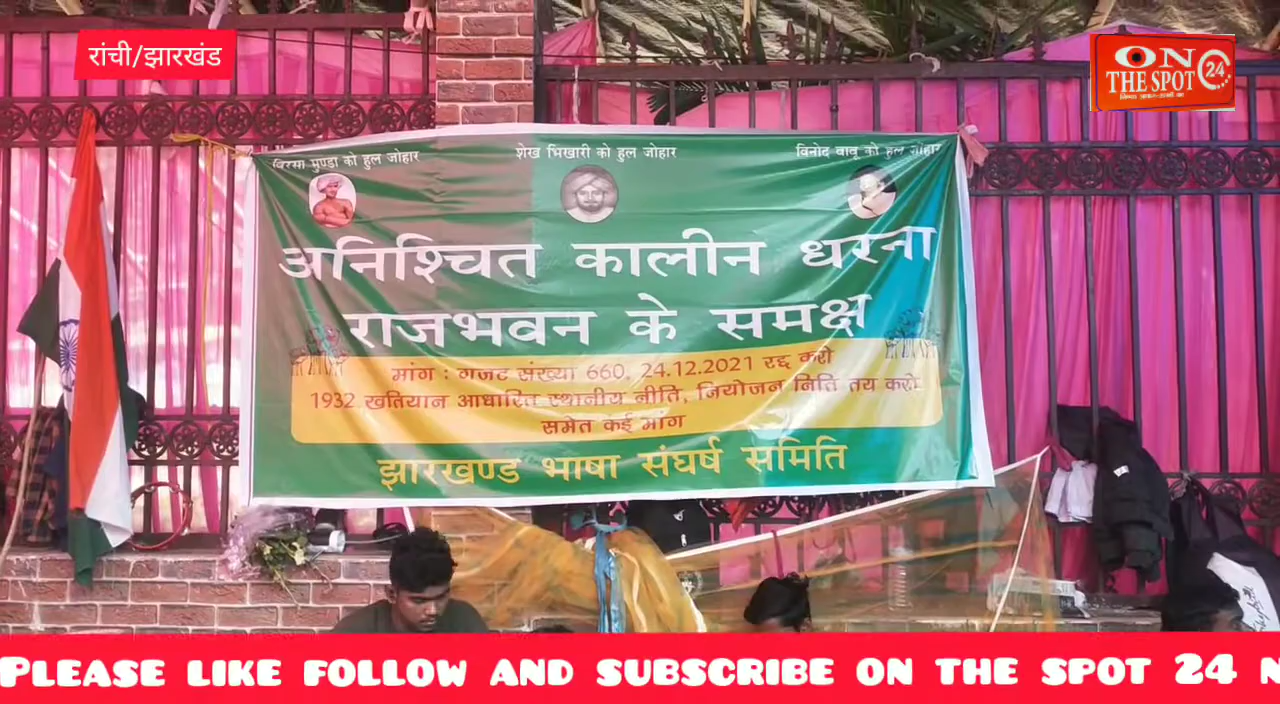 रांची/झारखंड
ON
THE SPOT 24
बिरसा मुण्डा को हुल जोहार
शेख भिखारी को हुल जोहार
विनोद बाबू को हुल जोहार
अनिश्चित कालीन धरना
राजभवन के समक्ष
मांग : गजट संख्या 660, 24.12.2021 रद्द करो
1932 खतियान आधारित स्थानीय नीति, नियोजन निति तय करो
समेत कई मांग
झारखण्ड भाषा संघर्ष समिति
PLEASE LIKE FOLLOW AND SUBSCRIBE ON THE SPOT 24 N